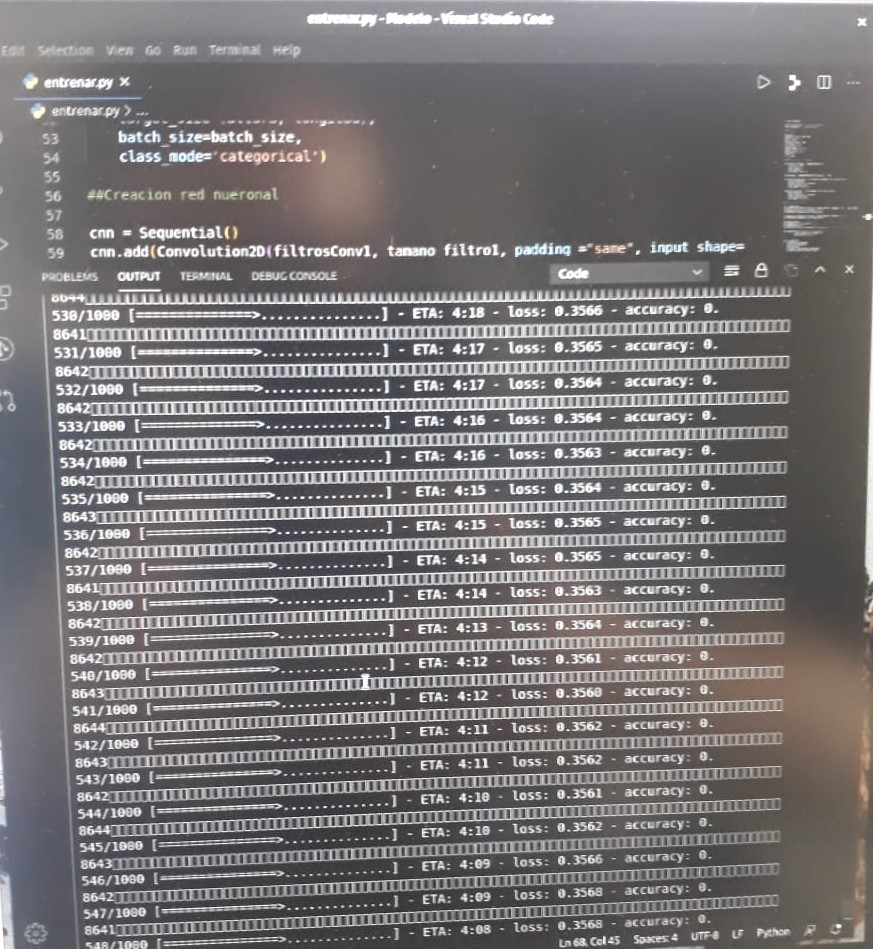 entrenar.py - Modelo - Visual Studio Code
Edit Selection View Go Run Terminal Help
entrenar.py
entrenar.py > ...
53 batch_size=batch_size,
54 class_mode='categorical')
55
56 ##Creacion red nueronal
57
58 cnn = Sequential()
59 cnn.add(Convolution2D(filtrosConv1, tamano_filtro1, padding ="same", input_shape=
PROBLEMS OUTPUT TERMINAL DEBUG CONSOLE Code
8644
530/1000 [===============>..............] - ETA: 4:18 - loss: 0.3566 - accuracy: 0.
8641
531/1000 [===============>..............] - ETA: 4:17 - loss: 0.3565 - accuracy: 0.
8642
532/1000 [===============>..............] - ETA: 4:17 - loss: 0.3564 - accuracy: 0.
8642
533/1000 [===============>..............] - ETA: 4:16 - loss: 0.3564 - accuracy: 0.
8642
534/1000 [===============>..............] - ETA: 4:16 - loss: 0.3563 - accuracy: 0.
8642
535/1000 [===============>..............] - ETA: 4:15 - loss: 0.3564 - accuracy: 0.
8643
536/1000 [===============>..............] - ETA: 4:15 - loss: 0.3565 - accuracy: 0.
8642
537/1000 [===============>..............] - ETA: 4:14 - loss: 0.3565 - accuracy: 0.
8641
538/1000 [===============>..............] - ETA: 4:14 - loss: 0.3563 - accuracy: 0.
8642
539/1000 [===============>..............] - ETA: 4:13 - loss: 0.3564 - accuracy: 0.
8642
540/1000 [===============>..............] - ETA: 4:12 - loss: 0.3561 - accuracy: 0.
8643
541/1000 [===============>..............] - ETA: 4:12 - loss: 0.3560 - accuracy: 0.
8644
542/1000 [===============>..............] - ETA: 4:11 - loss: 0.3562 - accuracy: 0.
8643
543/1000 [===============>..............] - ETA: 4:11 - loss: 0.3562 - accuracy: 0.
8642
544/1000 [===============>..............] - ETA: 4:10 - loss: 0.3561 - accuracy: 0.
8644
545/1000 [===============>..............] - ETA: 4:10 - loss: 0.3562 - accuracy: 0.
8643
546/1000 [===============>..............] - ETA: 4:09 - loss: 0.3566 - accuracy: 0.
8642
547/1000 [===============>..............] - ETA: 4:09 - loss: 0.3568 - accuracy: 0.
8641
548/1000 [===============>..............] - ETA: 4:08 - loss: 0.3568 - accuracy: 0.
Ln 68, Col 45 Spaces: 4 UTF-8 LF Python